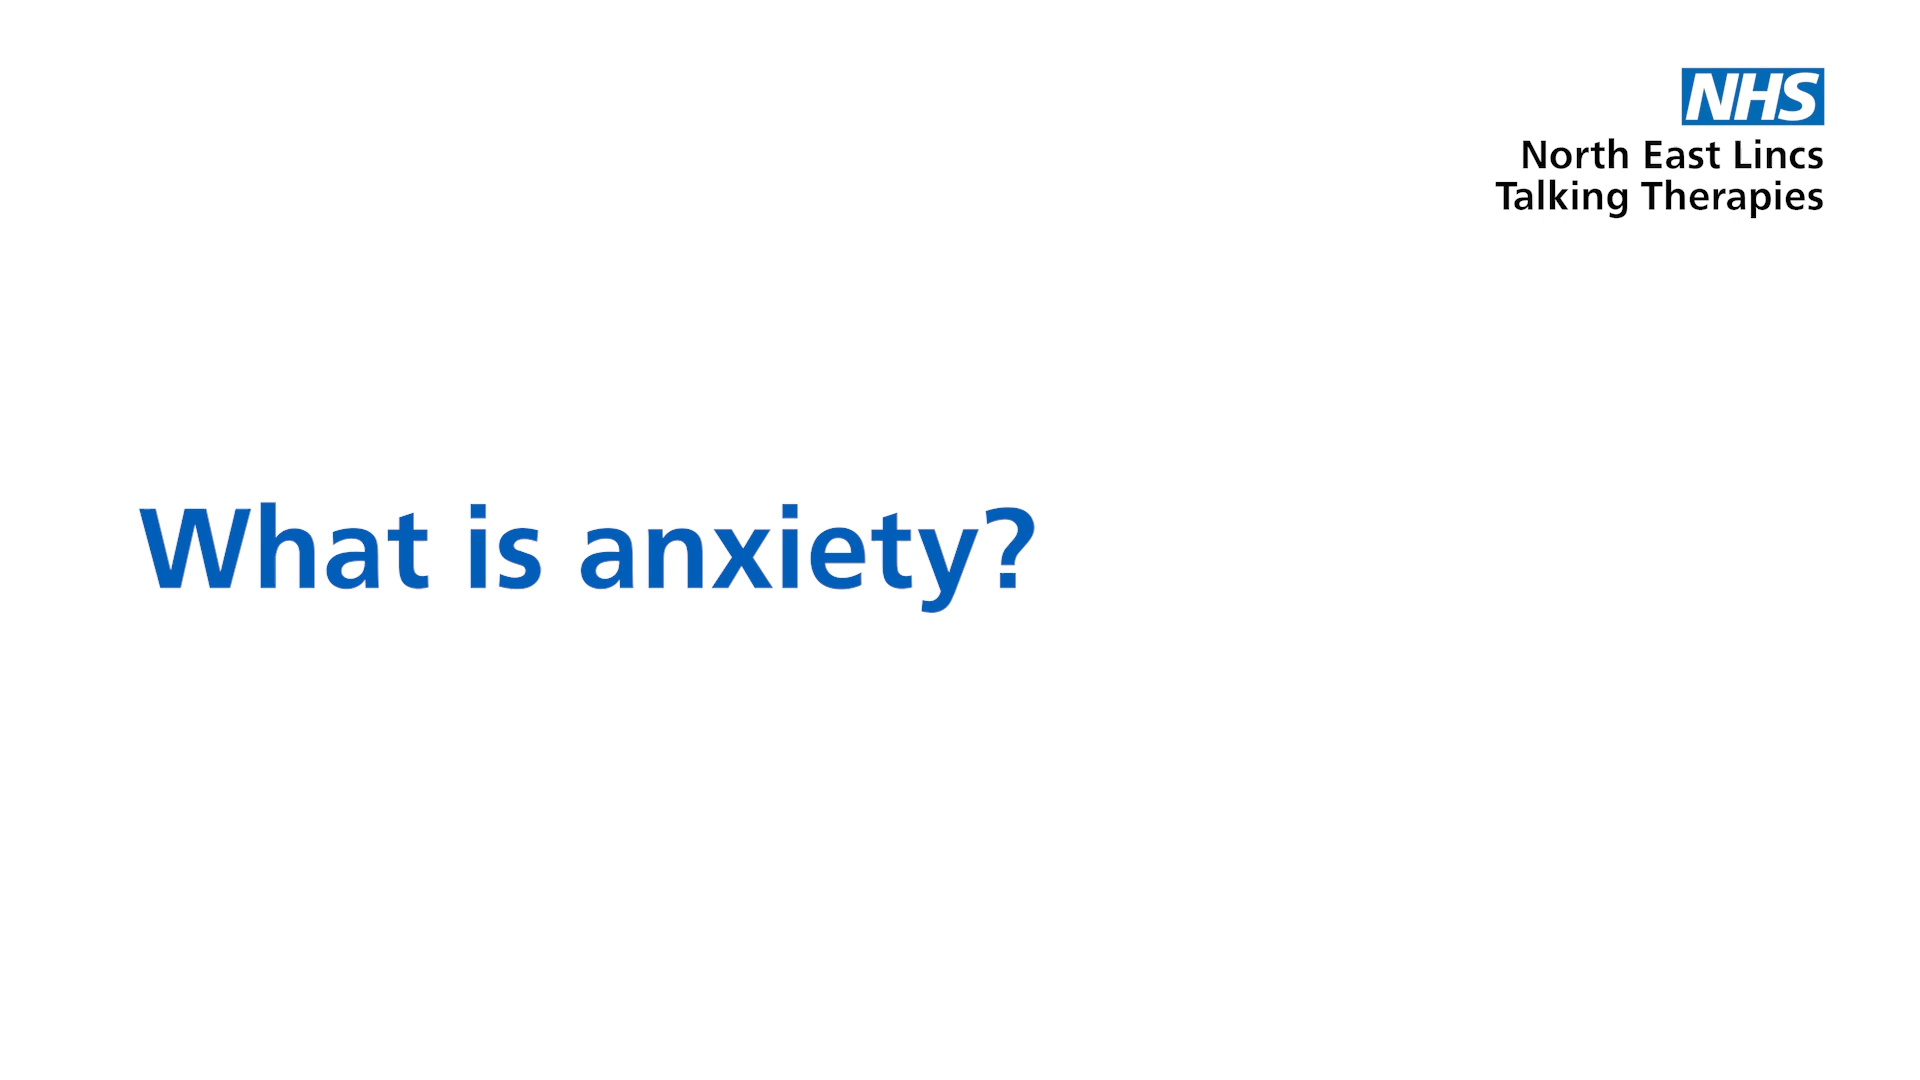 NHS
North East Lincs
Talking Therapies
What is anxiety?